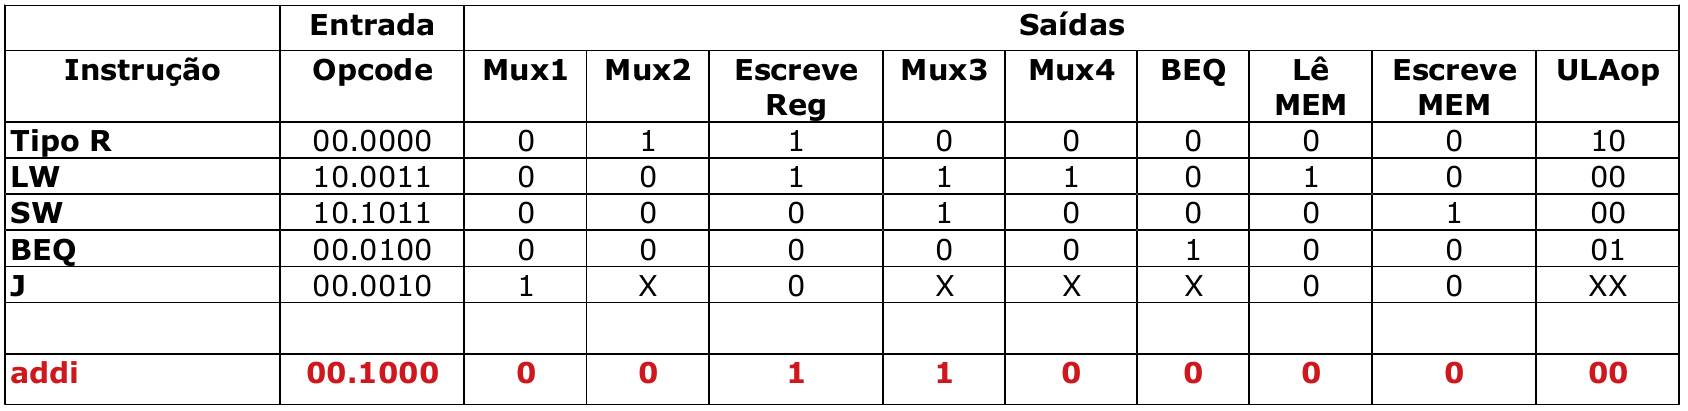 Entrada Saídas
Instrução Opcode Mux1 Mux2 Escreve Reg Mux3 Mux4 BEQ Lê MEM Escreve MEM ULAop
Tipo R 00.0000 0 1 1 0 0 0 0 0 10
LW 10.0011 0 0 1 1 1 0 1 0 00
SW 10.1011 0 0 0 1 0 0 0 1 00
BEQ 00.0100 0 0 0 0 0 1 0 0 01
J 00.0010 1 X 0 X X X 0 0 XX
addi 00.1000 0 0 1 1 0 0 0 0 00